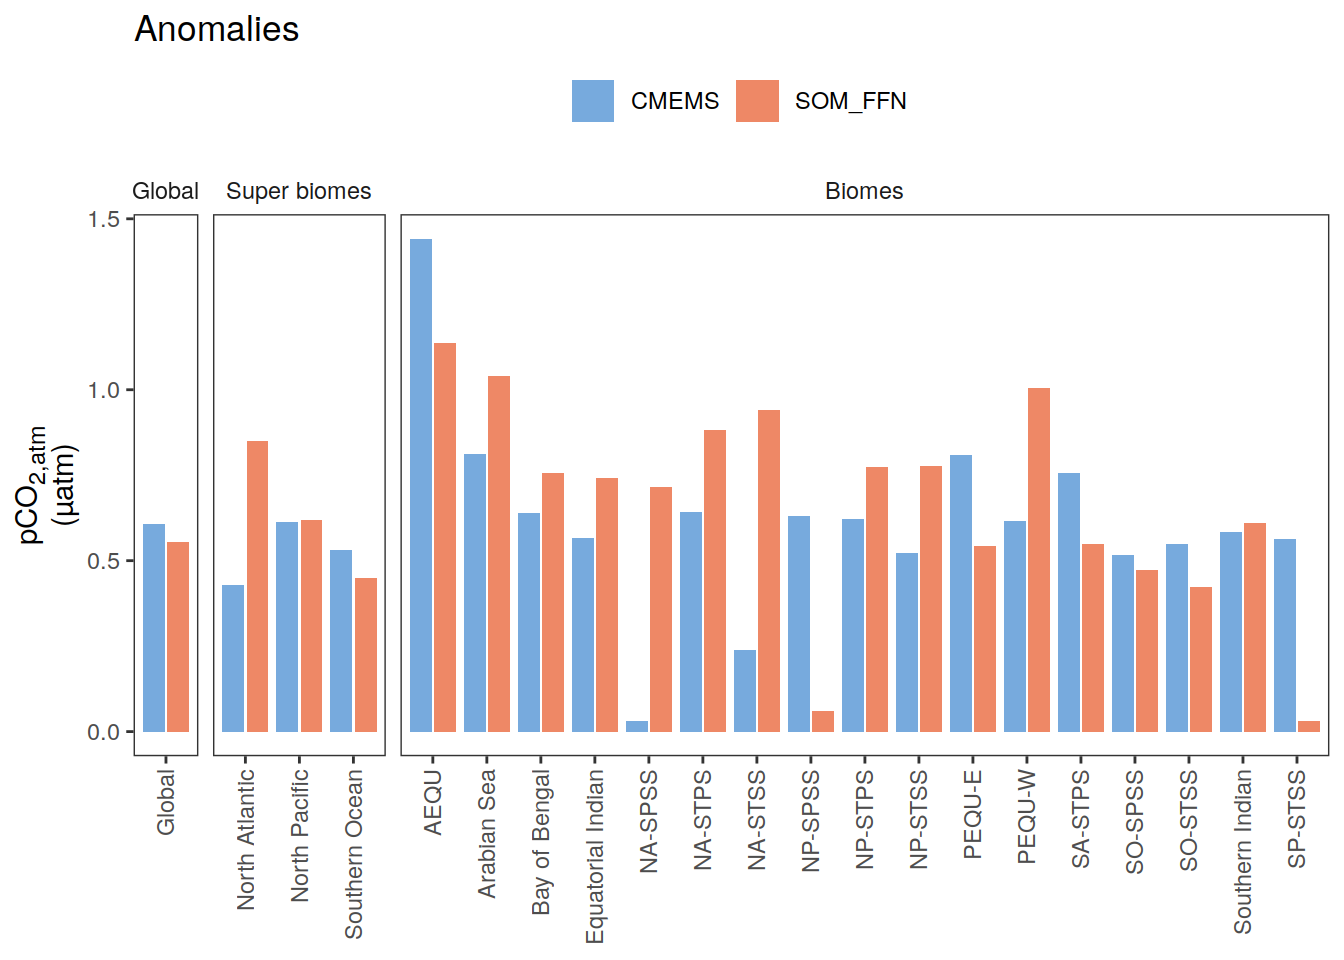 Anomalies
CMEMS SOM_FFN
Global Super biomes Biomes
pCO2,atm
(µatm)
1.5
1.0
0.5
0.0
Global
North Atlantic
North Pacific
Southern Ocean
AEQU
Arabian Sea
Bay of Bengal
Equatorial Indian
NA-SPSS
NA-STPS
NA-STSS
NP-SPSS
NP-STPS
NP-STSS
PEQU-E
PEQU-W
SA-STPS
SO-SPSS
SO-STSS
Southern Indian
SP-STSS